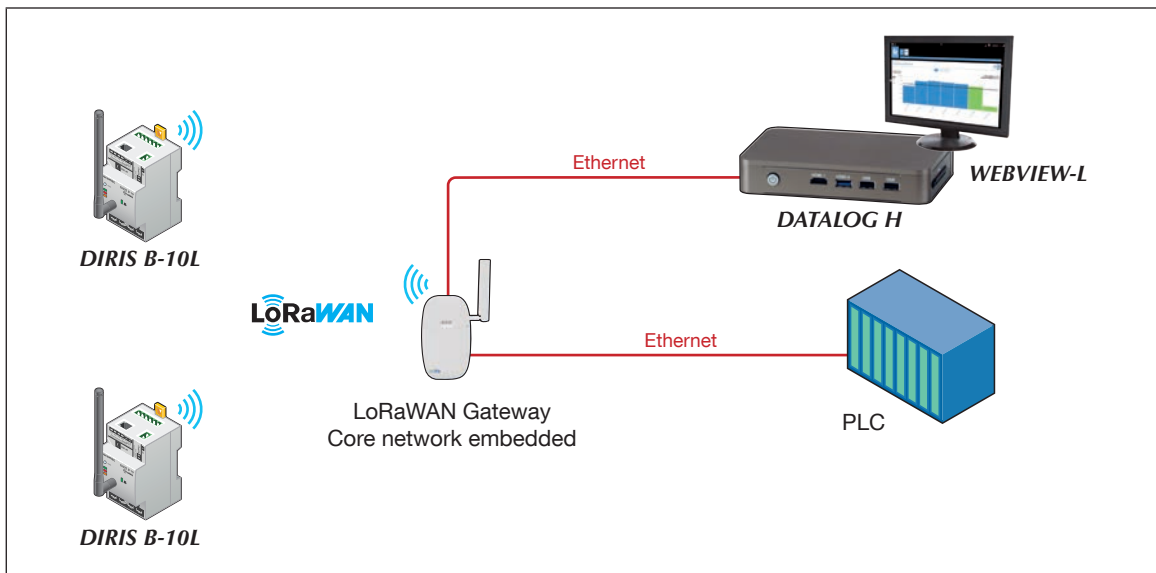 Ethernet
WEBVIEW-L
DATALOG H
DIRIS B-10L
LoRaWAN
Ethernet
LoRaWAN Gateway
Core network embedded
PLC
DIRIS B-10L